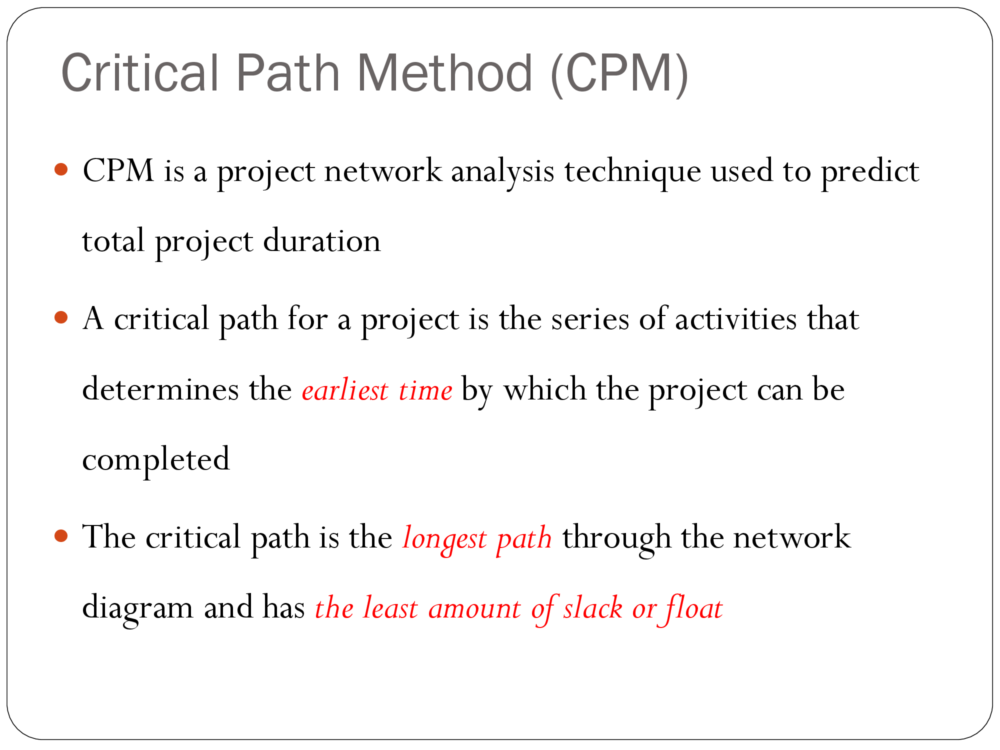 Critical Path Method (CPM)
• CPM is a project network analysis technique used to predict
total project duration
• A critical path for a project is the series of activities that
determines the earliest time by which the project can be
completed
• The critical path is the longest path through the network
diagram and has the least amount of slack or float